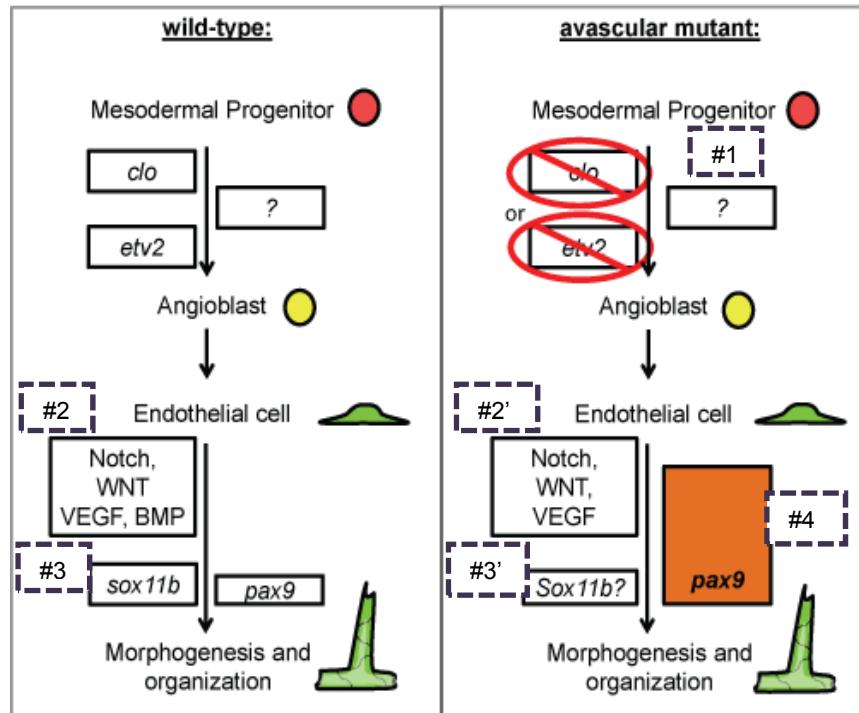 wild-type:
Mesodermal Progenitor
clo
?
etv2
Angioblast
#2
Endothelial cell
Notch,
WNT
VEGF, BMP
#3
sox11b
pax9
Morphogenesis and
organization
avascular mutant:
Mesodermal Progenitor
#1
clo
?
or
etv2
Angioblast
#2'
Endothelial cell
Notch,
WNT,
VEGF
#4
#3'
Sox11b?
pax9
Morphogenesis and
organization